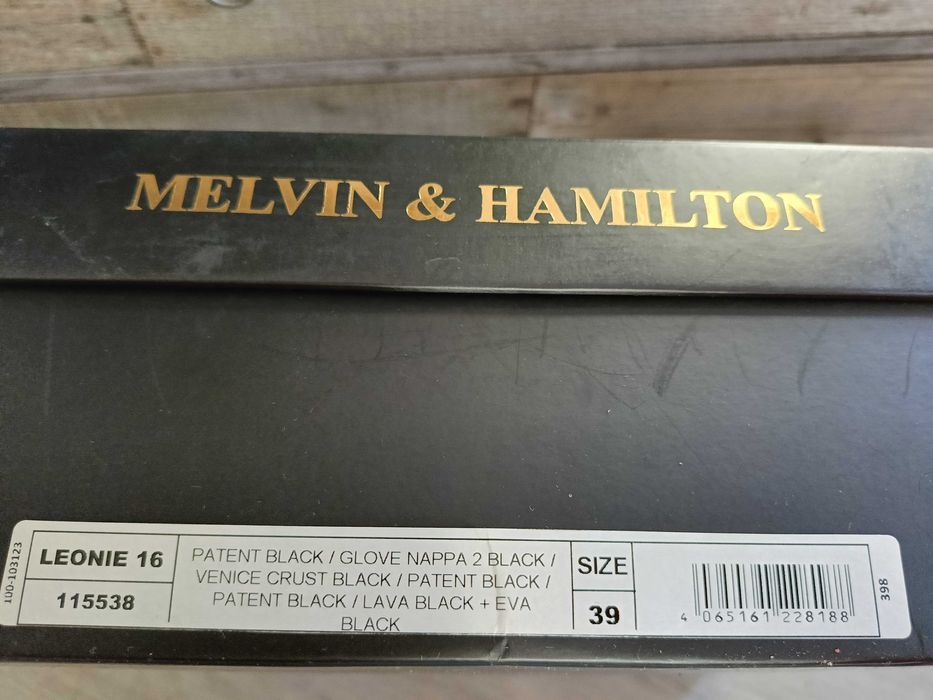 MELVIN & HAMILTON
100-103123
LEONIE 16
115538
PATENT BLACK / GLOVE NAPPA 2 BLACK /
VENICE CRUST BLACK / PATENT BLACK /
PATENT BLACK / LAVA BLACK + EVA
BLACK
SIZE
39
4 065161 228188
398